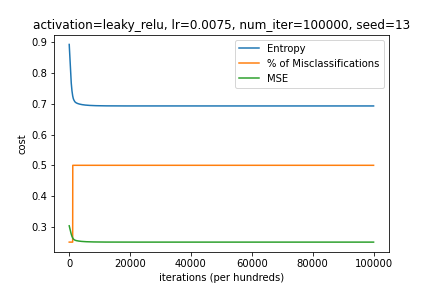 activation=leaky_relu, lr=0.0075, num_iter=100000, seed=13
0.9
0.8
0.7
0.6
0.5
0.4
0.3
cost
Entropy
% of Misclassifications
MSE
0 20000 40000 60000 80000 100000
iterations (per hundreds)